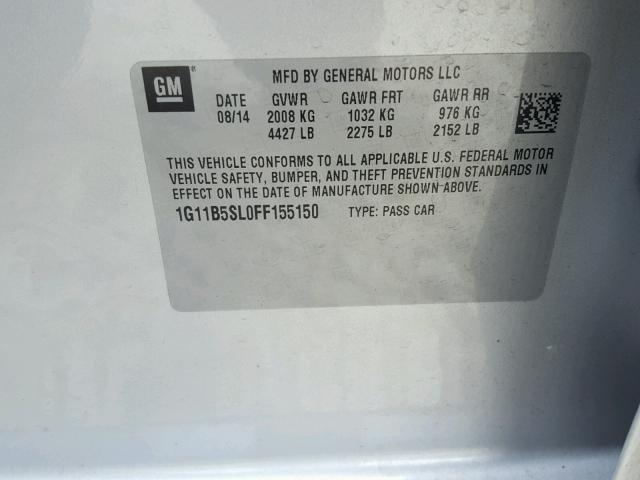 GM
MFD BY GENERAL MOTORS LLC
DATE GVWR GAWR FRT GAWR RR
08/14 2008 KG 1032 KG 976 KG
4427 LB 2275 LB 2152 LB
THIS VEHICLE CONFORMS TO ALL APPLICABLE U.S. FEDERAL MOTOR
VEHICLE SAFETY, BUMPER, AND THEFT PREVENTION STANDARDS IN
EFFECT ON THE DATE OF MANUFACTURE SHOWN ABOVE.
1G11B5SL0FF155150 TYPE: PASS CAR